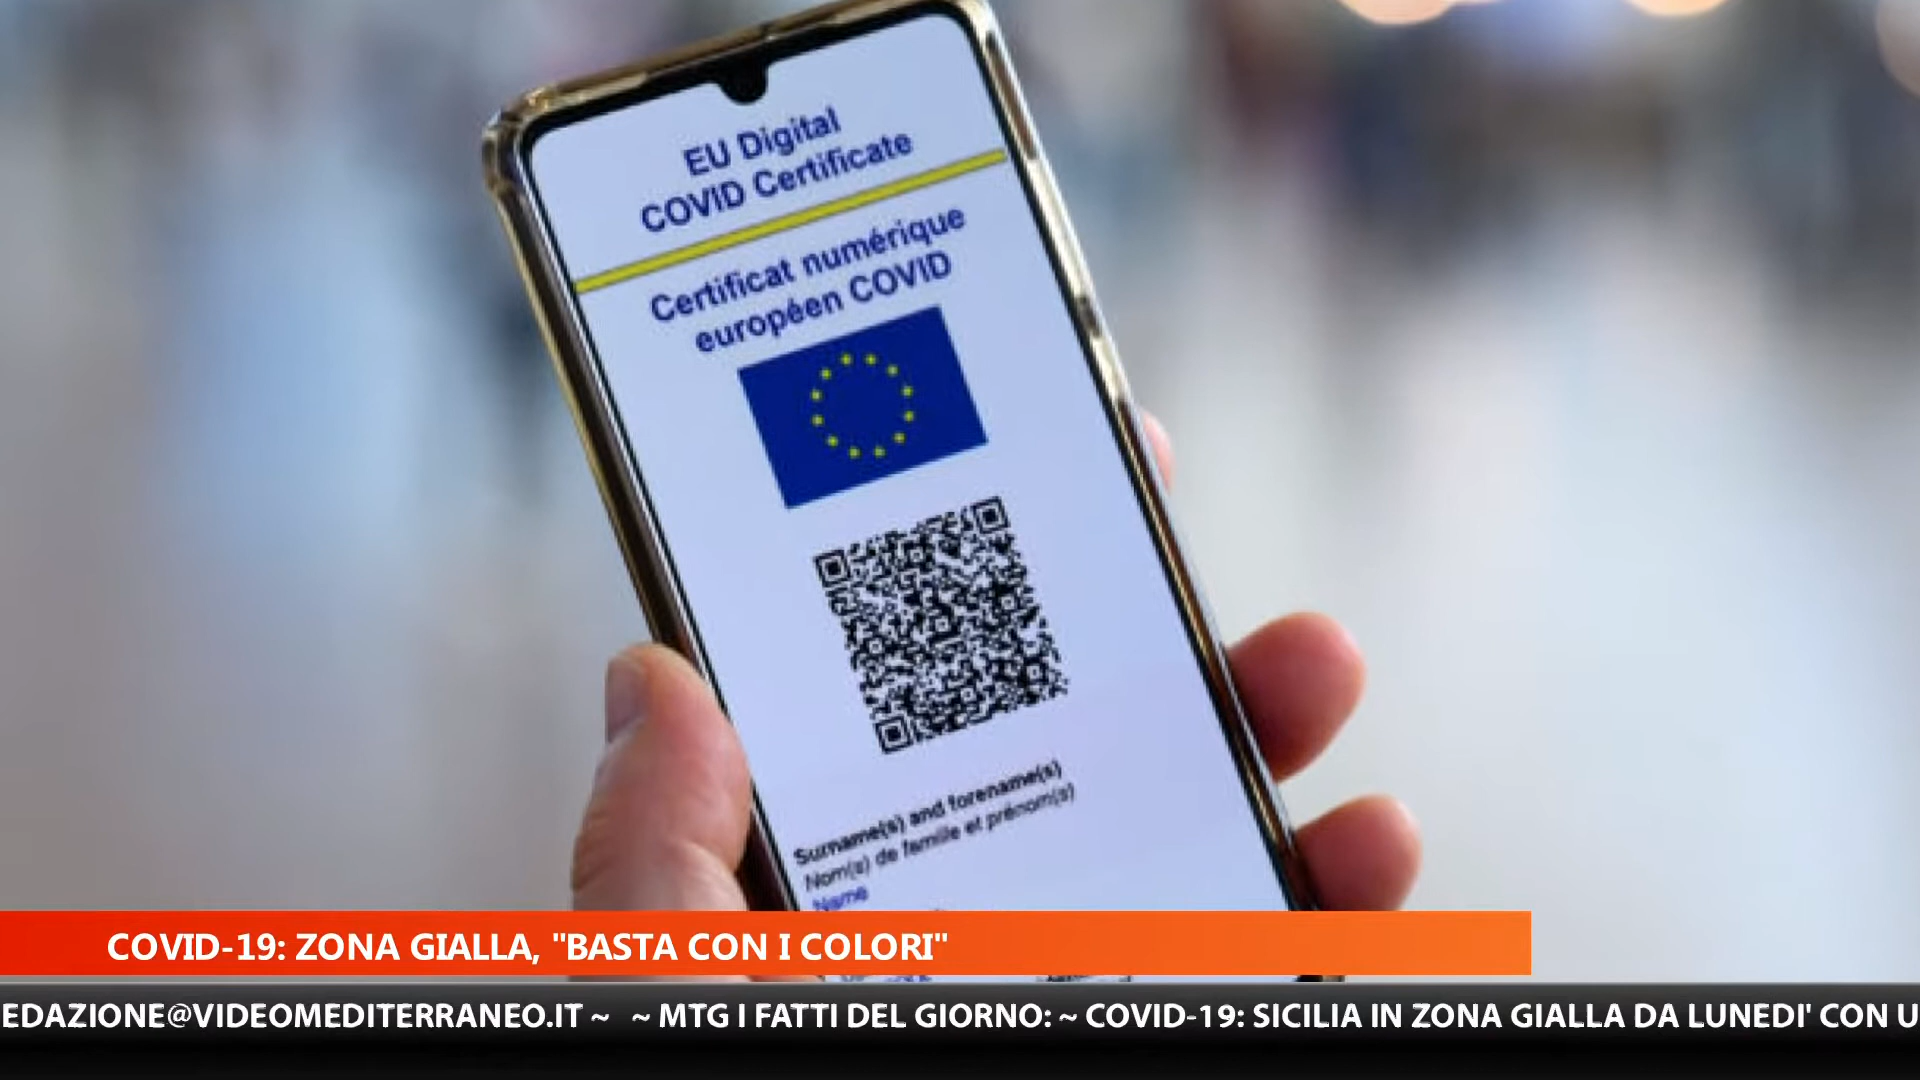 EU Digital
COVID Certificate
Certificat numérique
européen COVID
Surname(s) and forename(s)
Nom(s) de famille et prénom(s)
Name
COVID-19: ZONA GIALLA, "BASTA CON I COLORI"
EDAZIONE@VIDEOMEDITERRANEO.IT ~ ~ MTG I FATTI DEL GIORNO: ~ COVID-19: SICILIA IN ZONA GIALLA DA LUNEDI' CON U